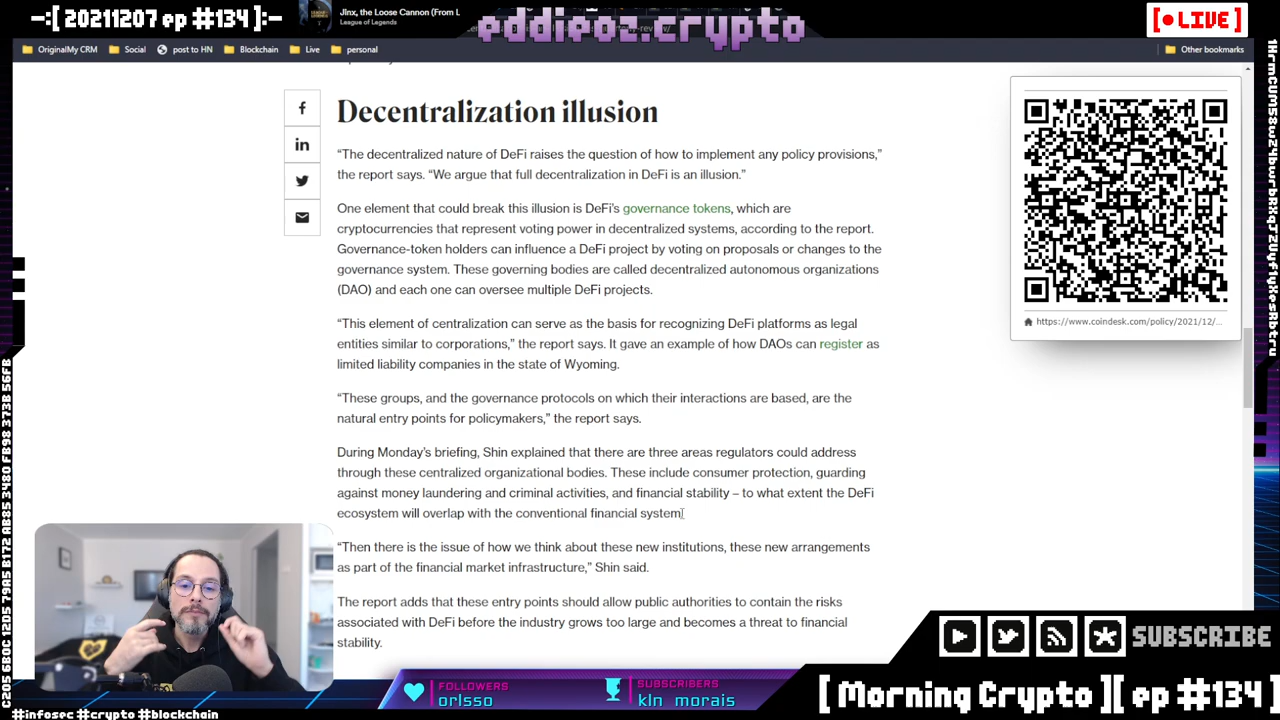 -:[ 20211207 ep #134 ]:-
Jinx, the Loose Cannon (From L
League of Legends
eddieoz.crypto
[● LIVE]
OriginalMy CRM
Social
post to HN
Blockchain
Live
personal
Other bookmarks
Decentralization illusion
“The decentralized nature of DeFi raises the question of how to implement any policy provisions,”
the report says. “We argue that full decentralization in DeFi is an illusion.”
One element that could break this illusion is DeFi’s governance tokens, which are
cryptocurrencies that represent voting power in decentralized systems, according to the report.
Governance-token holders can influence a DeFi project by voting on proposals or changes to the
governance system. These governing bodies are called decentralized autonomous organizations
(DAO) and each one can oversee multiple DeFi projects.
“This element of centralization can serve as the basis for recognizing DeFi platforms as legal
entities similar to corporations,” the report says. It gave an example of how DAOs can register as
limited liability companies in the state of Wyoming.
“These groups, and the governance protocols on which their interactions are based, are the
natural entry points for policymakers,” the report says.
During Monday’s briefing, Shin explained that there are three areas regulators could address
through these centralized organizational bodies. These include consumer protection, guarding
against money laundering and criminal activities, and financial stability – to what extent the DeFi
ecosystem will overlap with the conventional financial system.
“Then there is the issue of how we think about these new institutions, these new arrangements
as part of the financial market infrastructure,” Shin said.
The report adds that these entry points should allow public authorities to contain the risks
associated with DeFi before the industry grows too large and becomes a threat to financial
stability.
https://www.coindesk.com/policy/2021/12/...
SUBSCRIBE
FOLLOWERS
orlsso
SUBSCRIBERS
kln morais
[ Morning Crypto ][ ep #134 ]
#infosec #crypto #blockchain